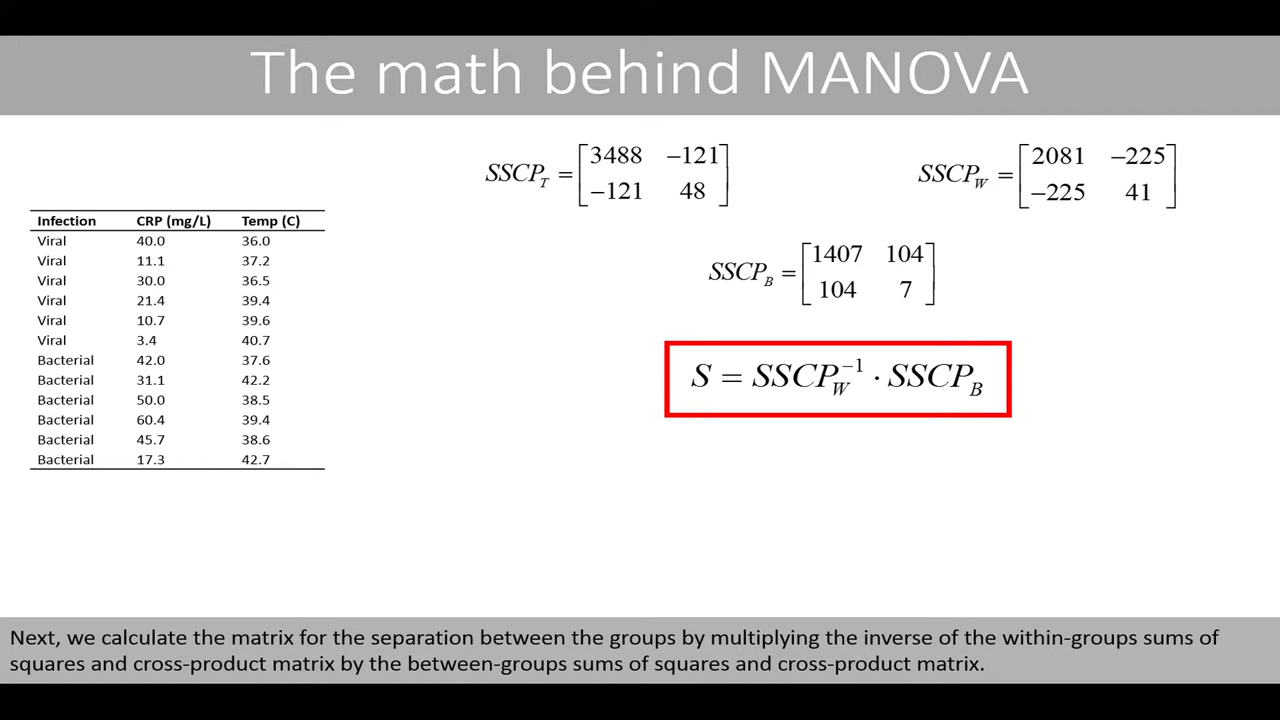 The math behind MANOVA
SSCP_T = [3488 −121
−121 48]
SSCP_W = [2081 −225
−225 41]
SSCP_B = [1407 104
104 7]
S = SSCP_W^−1 · SSCP_B
Infection CRP (mg/L) Temp (C)
Viral 40.0 36.0
Viral 11.1 37.2
Viral 30.0 36.5
Viral 21.4 39.4
Viral 10.7 39.6
Viral 3.4 40.7
Bacterial 42.0 37.6
Bacterial 31.1 42.2
Bacterial 50.0 38.5
Bacterial 60.4 39.4
Bacterial 45.7 38.6
Bacterial 17.3 42.7
Next, we calculate the matrix for the separation between the groups by multiplying the inverse of the within-groups sums of
squares and cross-product matrix by the between-groups sums of squares and cross-product matrix.